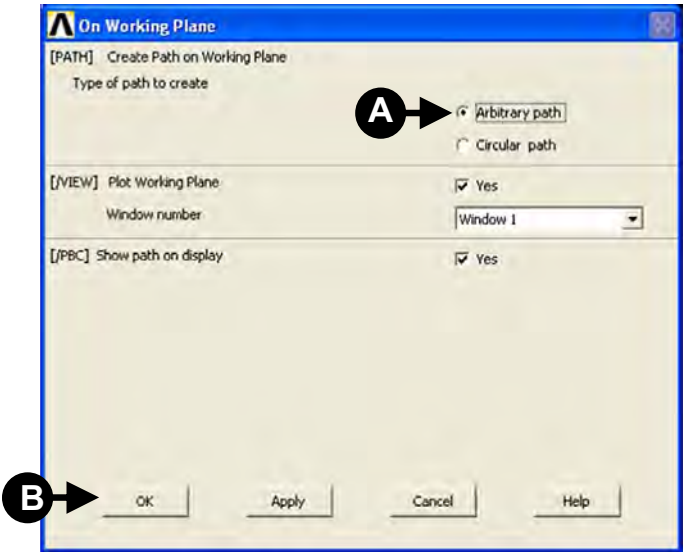 On Working Plane
[PATH] Create Path on Working Plane
Type of path to create
A
Arbitrary path
Circular path
[/VIEW] Plot Working Plane
Yes
Window number
Window 1
[/PBC] Show path on display
Yes
B
OK
Apply
Cancel
Help